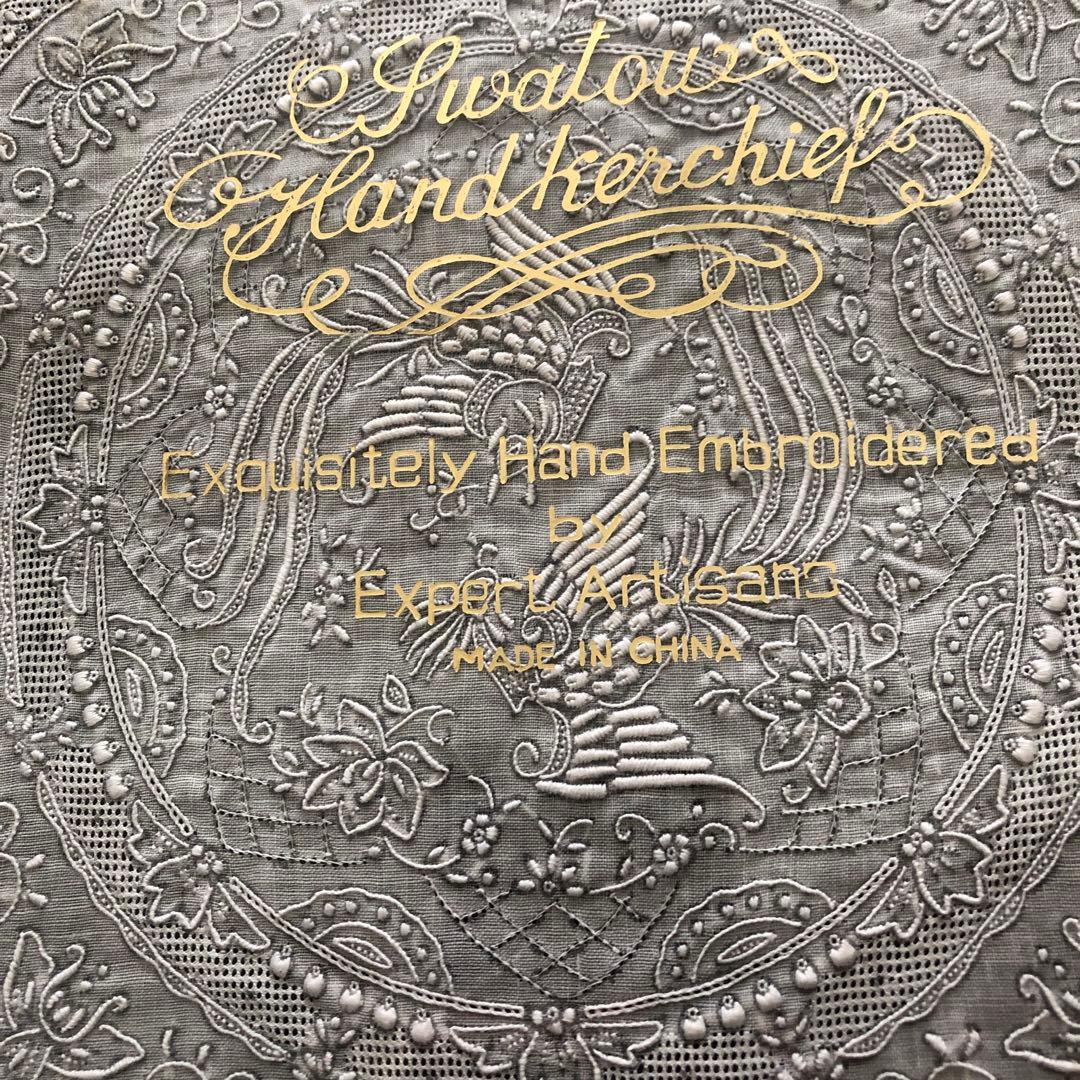 Swatow
Handkerchief
Exquisitely Hand Embroidered
by
Expert Artisans
MADE IN CHINA